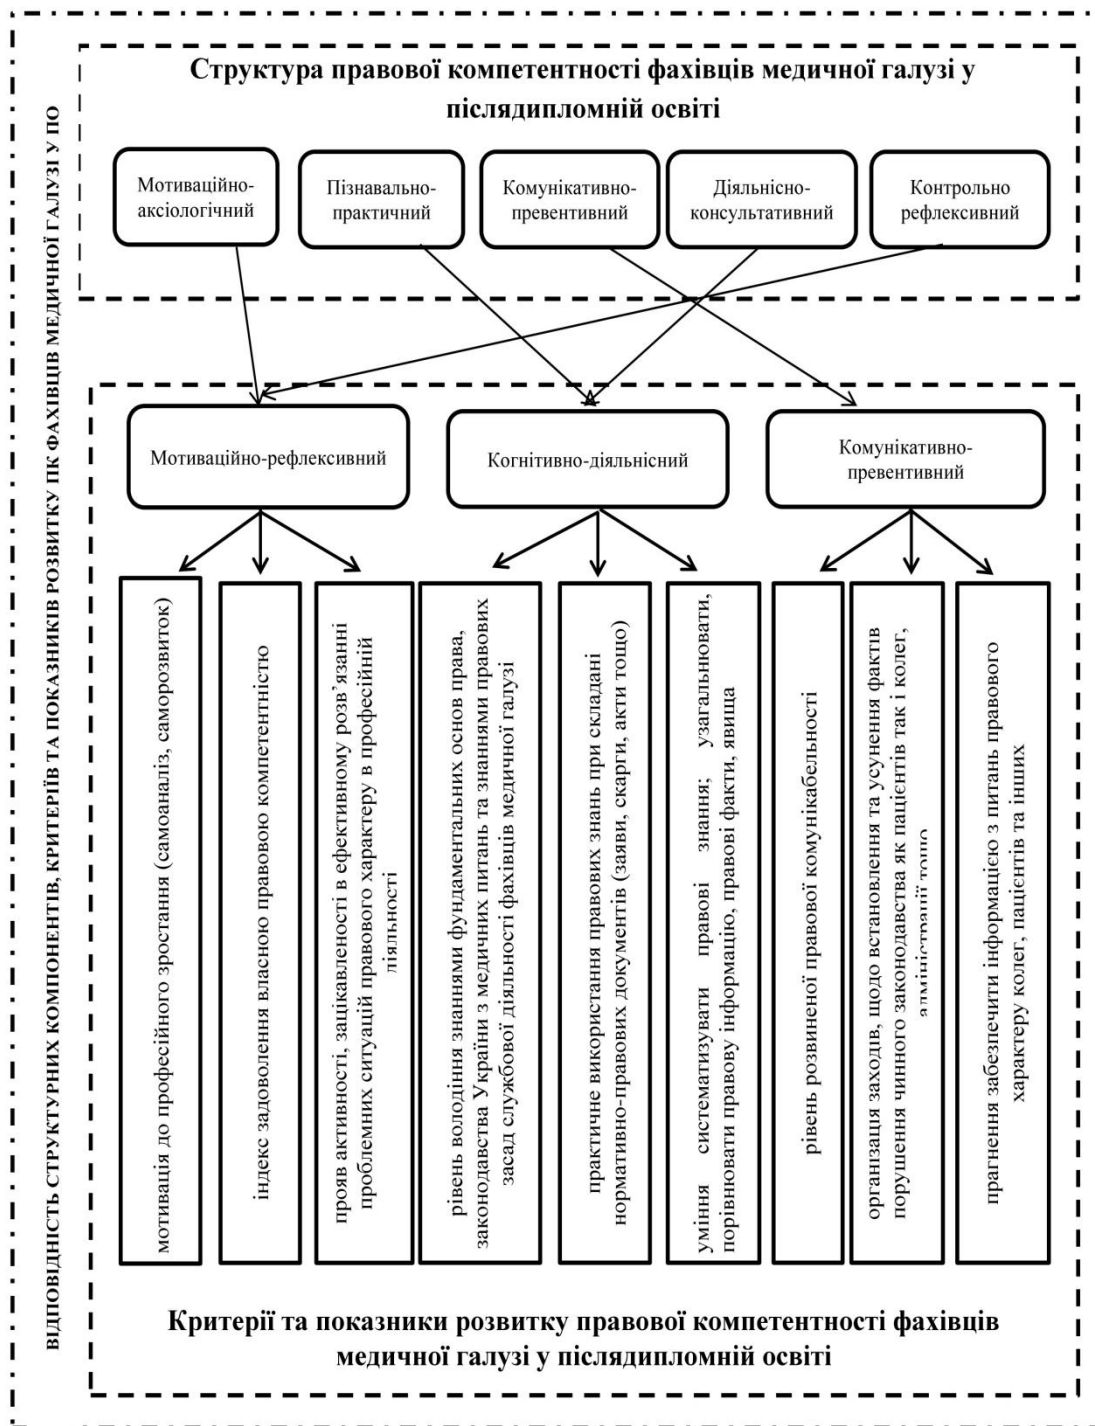 ВІДПОВІДНІСТЬ СТРУКТУРНИХ КОМПОНЕНТІВ, КРИТЕРІЇВ ТА ПОКАЗНИКІВ РОЗВИТКУ ПК ФАХІВЦІВ МЕДИЧНОЇ ГАЛУЗІ У ПО
Структура правової компетентності фахівців медичної галузі у
післядипломній освіті
Мотиваційно-
аксіологічний
Пізнавально-
практичний
Комунікативно-
превентивний
Діяльнісно-
консультативний
Контрольно
рефлексивний
Мотиваційно-рефлексивний
Когнітивно-діяльнісний
Комунікативно-
превентивний
мотивація до професійного зростання (самоаналіз, саморозвиток)
індекс задоволення власною правовою компетентністю
прояв активності, зацікавленості в ефективному розв’язанні
проблемних ситуацій правового характеру в професійній
діяльності
рівень володіння знаннями фундаментальних основ права,
законодавства України з медичних питань та знаннями правових
засад службової діяльності фахівців медичної галузі
практичне використання правових знань при складані
нормативно-правових документів (заяви, скарги, акти тощо)
уміння систематизувати правові знання; узагальнювати,
порівнювати правову інформацію, правові факти, явища
рівень розвиненої правової комунікабельності
організація заходів, щодо встановлення та усунення фактів
порушення чинного законодавства як пацієнтів так і колег,
адміністрації тощо
прагнення забезпечити інформацією з питань правового
характеру колег, пацієнтів та інших
Критерії та показники розвитку правової компетентності фахівців
медичної галузі у післядипломній освіті